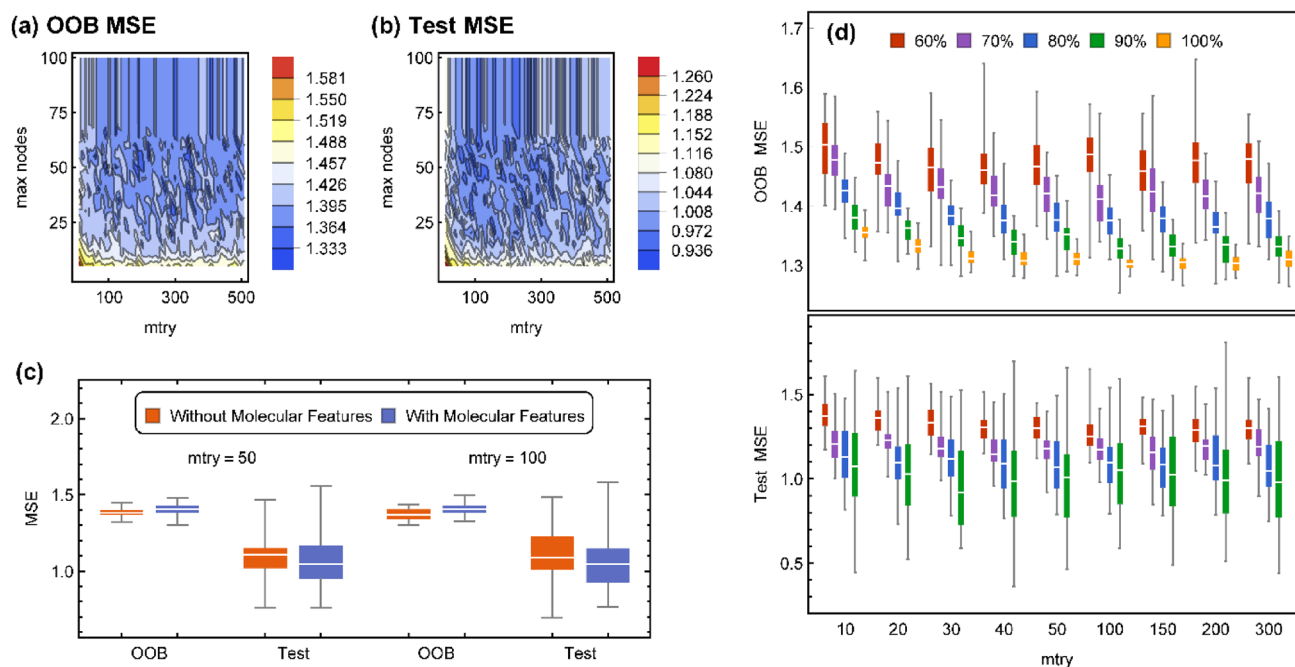 (a) OOB MSE
100
75
50
25
max nodes
100
300
500
mtry
1.581
1.550
1.519
1.488
1.457
1.426
1.395
1.364
1.333
(b) Test MSE
100
75
50
25
max nodes
100
300
500
mtry
1.260
1.224
1.188
1.152
1.116
1.080
1.044
1.008
0.972
0.936
(c)
Without Molecular Features
With Molecular Features
mtry = 50
mtry = 100
2.0
1.5
1.0
MSE
OOB
Test
OOB
Test
(d)
60%
70%
80%
90%
100%
1.7
1.6
1.5
1.4
1.3
OOB MSE
1.5
1.0
0.5
Test MSE
10
20
30
40
50
100
150
200
300
mtry